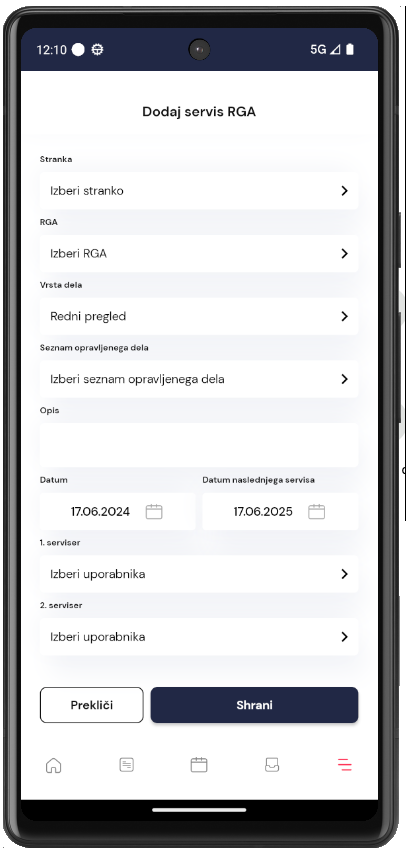 12:10
5G
Dodaj servis RGA
Stranka
Izberi stranko
RGA
Izberi RGA
Vrsta dela
Redni pregled
Seznam opravljenega dela
Izberi seznam opravljenega dela
Opis
Datum
Datum naslednjega servisa
17.06.2024
17.06.2025
1. serviser
Izberi uporabnika
2. serviser
Izberi uporabnika
Prekliči
Shrani